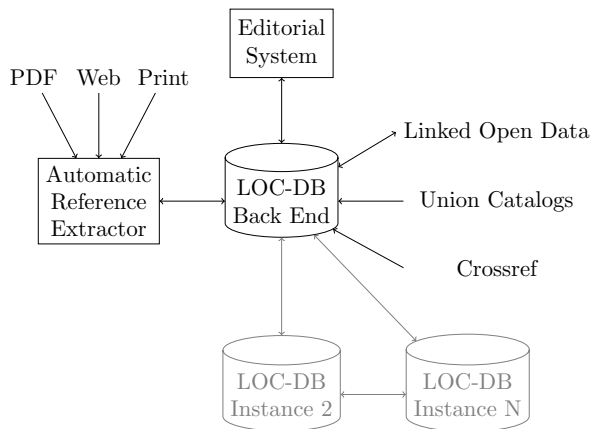 Editorial
System
PDF Web Print
Linked Open Data
Automatic
Reference
Extractor
LOC-DB
Back End
Union Catalogs
Crossref
LOC-DB
Instance 2
LOC-DB
Instance N